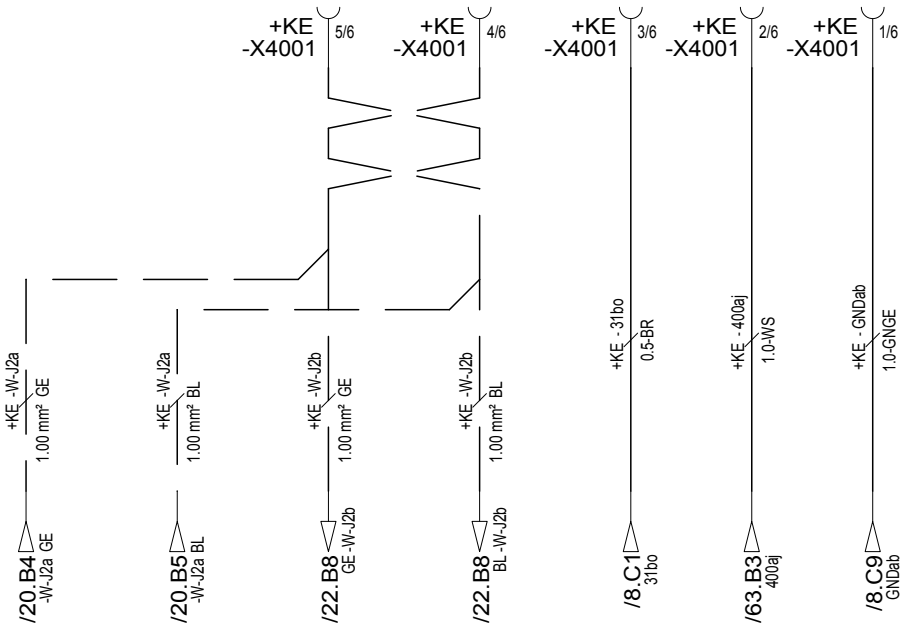 +KE
-X4001
5/6
+KE
-X4001
4/6
+KE
-X4001
3/6
+KE
-X4001
2/6
+KE
-X4001
1/6
+KE -W-J2a
1.00 mm² GE
+KE -W-J2a
1.00 mm² BL
+KE -W-J2b
1.00 mm² GE
+KE -W-J2b
1.00 mm² BL
+KE - 31bo
0.5-BR
+KE - 400aj
1.0-WS
+KE - GNDab
1.0-GNGE
/20.B4
-W-J2a GE
/20.B5
-W-J2a BL
/22.B8
GE -W-J2b
/22.B8
BL -W-J2b
/8.C1
31bo
/63.B3
400aj
/8.C9
GNDab